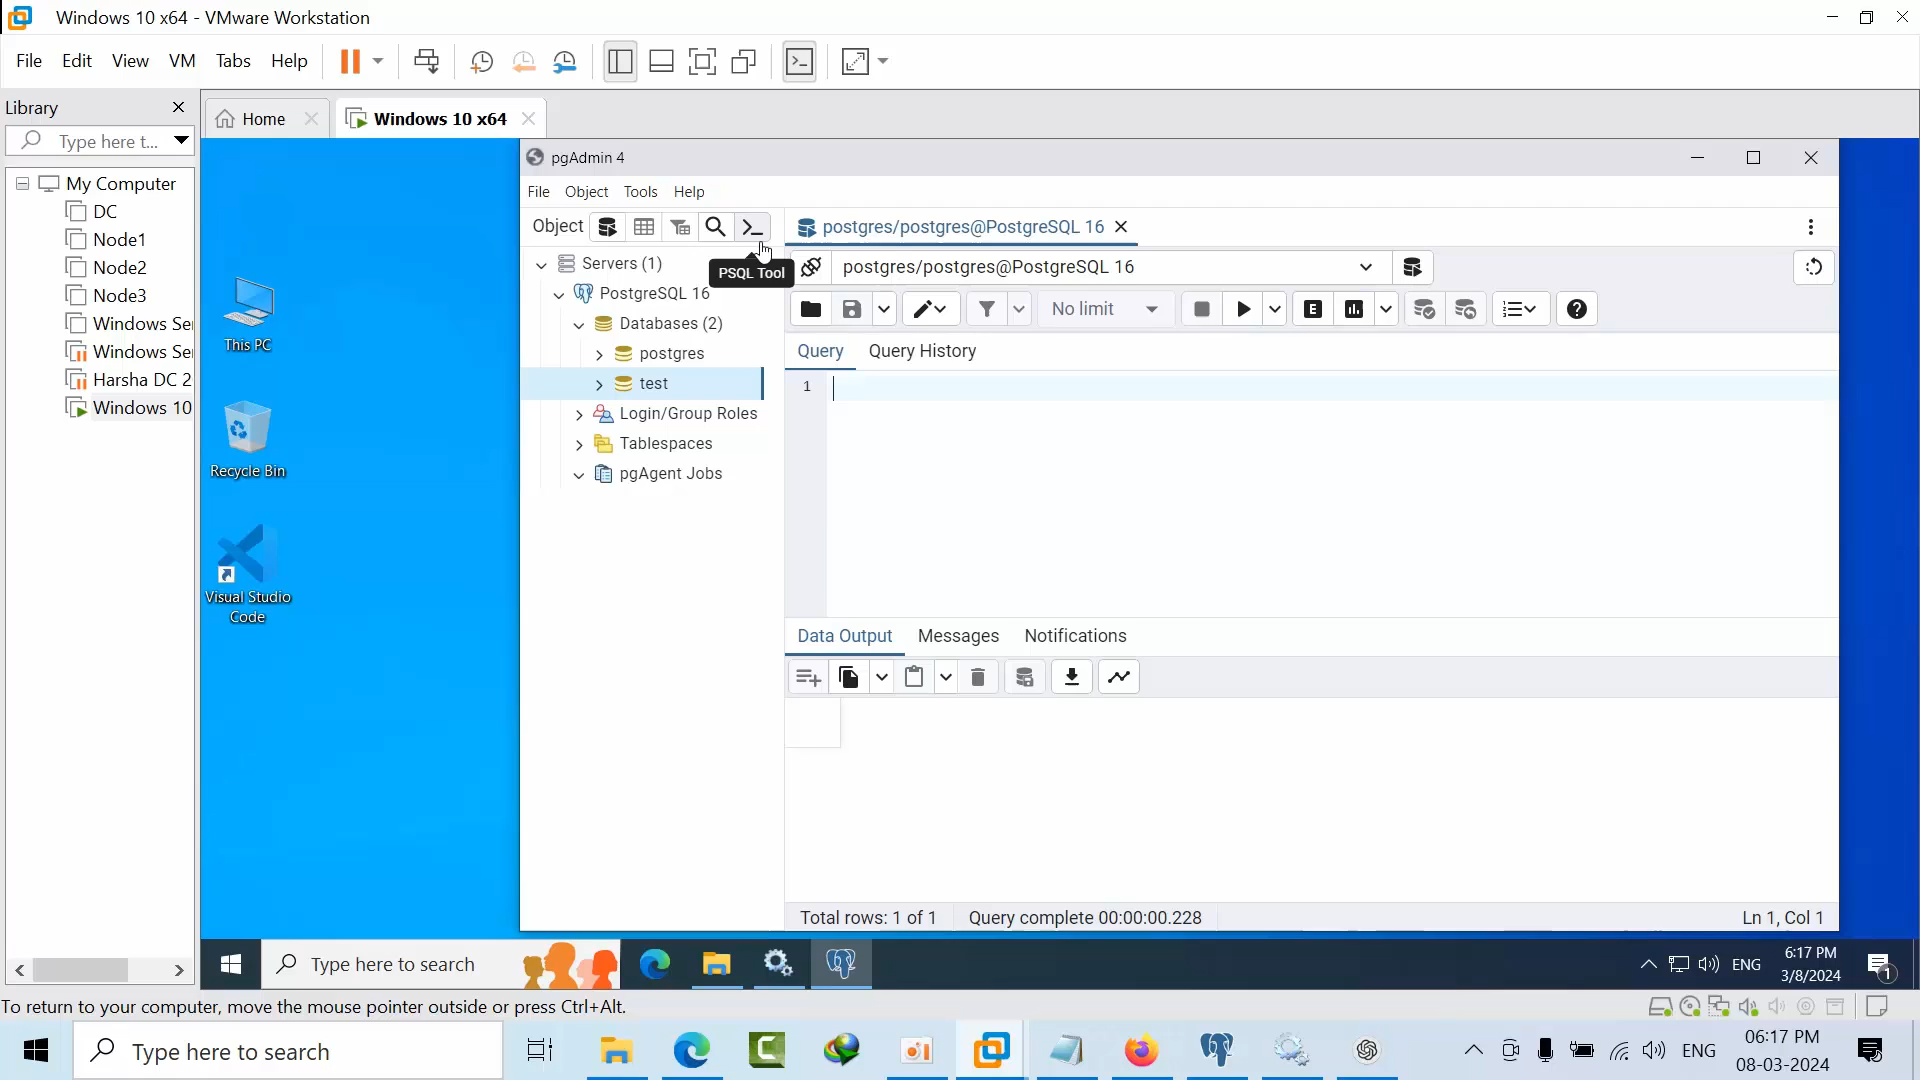 Windows 10 x64 - VMware Workstation
File Edit View VM Tabs Help
Library
Home
Windows 10 x64
Type here t...
My Computer
DC
Node1
Node2
Node3
Windows Se
Windows Se
Harsha DC 2
Windows 10
This PC
Recycle Bin
Visual Studio
Code
pgAdmin 4
File Object Tools Help
Object
postgres/postgres@PostgreSQL 16
PSQL Tool
Servers (1)
PostgreSQL 16
Databases (2)
postgres
test
Login/Group Roles
Tablespaces
pgAgent Jobs
postgres/postgres@PostgreSQL 16
No limit
E
Query Query History
1
Data Output Messages Notifications
Total rows: 1 of 1 Query complete 00:00:00.228 Ln 1, Col 1
Type here to search
ENG
6:17 PM
3/8/2024
1
To return to your computer, move the mouse pointer outside or press Ctrl+Alt.
Type here to search
ENG
06:17 PM
08-03-2024